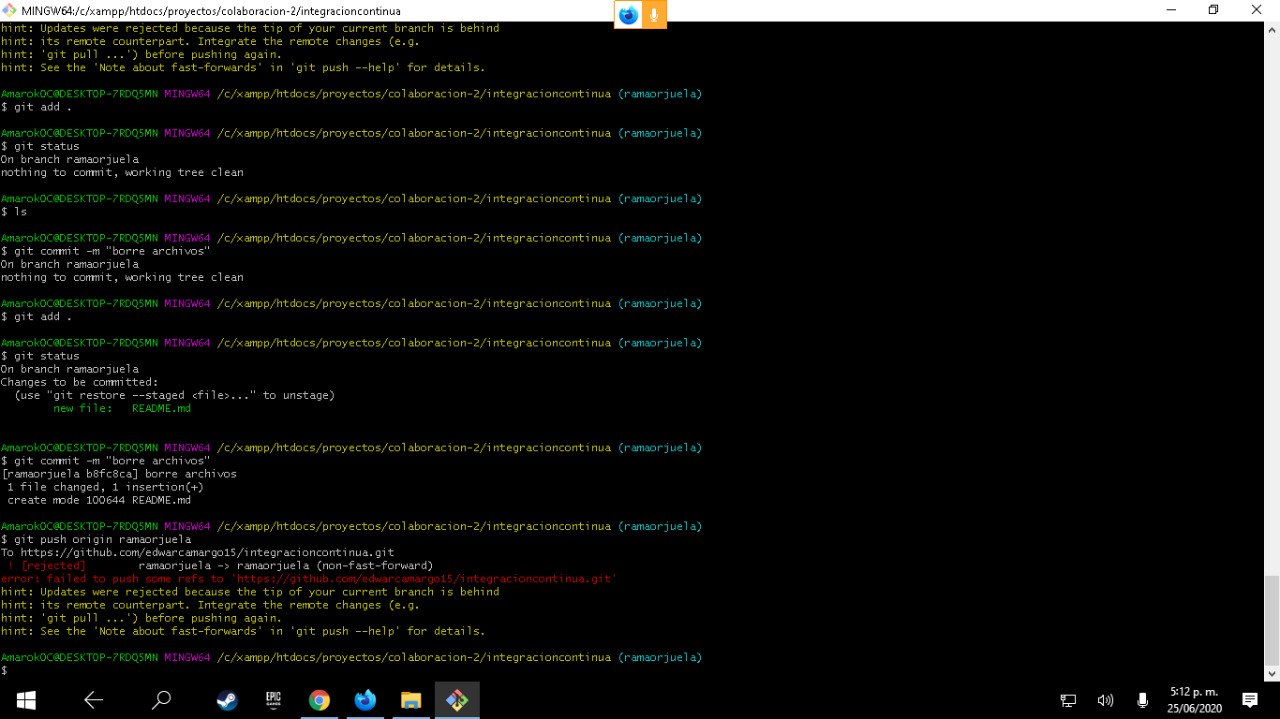 MINGW64:/c/xampp/htdocs/proyectos/colaboracion-2/integracioncontinua
hint: Updates were rejected because the tip of your current branch is behind
hint: its remote counterpart. Integrate the remote changes (e.g.
hint: 'git pull ...') before pushing again.
hint: See the 'Note about fast-forwards' in 'git push --help' for details.
AmarokOC@DESKTOP-7RDQ5MN MINGW64 /c/xampp/htdocs/proyectos/colaboracion-2/integracioncontinua (ramaorjuela)
$ git add .
AmarokOC@DESKTOP-7RDQ5MN MINGW64 /c/xampp/htdocs/proyectos/colaboracion-2/integracioncontinua (ramaorjuela)
$ git status
On branch ramaorjuela
nothing to commit, working tree clean
AmarokOC@DESKTOP-7RDQ5MN MINGW64 /c/xampp/htdocs/proyectos/colaboracion-2/integracioncontinua (ramaorjuela)
$ ls
AmarokOC@DESKTOP-7RDQ5MN MINGW64 /c/xampp/htdocs/proyectos/colaboracion-2/integracioncontinua (ramaorjuela)
$ git commit -m "borre archivos"
On branch ramaorjuela
nothing to commit, working tree clean
AmarokOC@DESKTOP-7RDQ5MN MINGW64 /c/xampp/htdocs/proyectos/colaboracion-2/integracioncontinua (ramaorjuela)
$ git add .
AmarokOC@DESKTOP-7RDQ5MN MINGW64 /c/xampp/htdocs/proyectos/colaboracion-2/integracioncontinua (ramaorjuela)
$ git status
On branch ramaorjuela
Changes to be committed:
(use "git restore --staged <file>..." to unstage)
new file: README.md
AmarokOC@DESKTOP-7RDQ5MN MINGW64 /c/xampp/htdocs/proyectos/colaboracion-2/integracioncontinua (ramaorjuela)
$ git commit -m "borre archivos"
[ramaorjuela b8fc8ca] borre archivos
1 file changed, 1 insertion(+)
create mode 100644 README.md
AmarokOC@DESKTOP-7RDQ5MN MINGW64 /c/xampp/htdocs/proyectos/colaboracion-2/integracioncontinua (ramaorjuela)
$ git push origin ramaorjuela
To https://github.com/edwarcamargo15/integracioncontinua.git
! [rejected] ramaorjuela -> ramaorjuela (non-fast-forward)
error: failed to push some refs to 'https://github.com/edwarcamargo15/integracioncontinua.git'
hint: Updates were rejected because the tip of your current branch is behind
hint: its remote counterpart. Integrate the remote changes (e.g.
hint: 'git pull ...') before pushing again.
hint: See the 'Note about fast-forwards' in 'git push --help' for details.
AmarokOC@DESKTOP-7RDQ5MN MINGW64 /c/xampp/htdocs/proyectos/colaboracion-2/integracioncontinua (ramaorjuela)
$
EPIC
GAMES
5:12 p. m.
25/06/2020